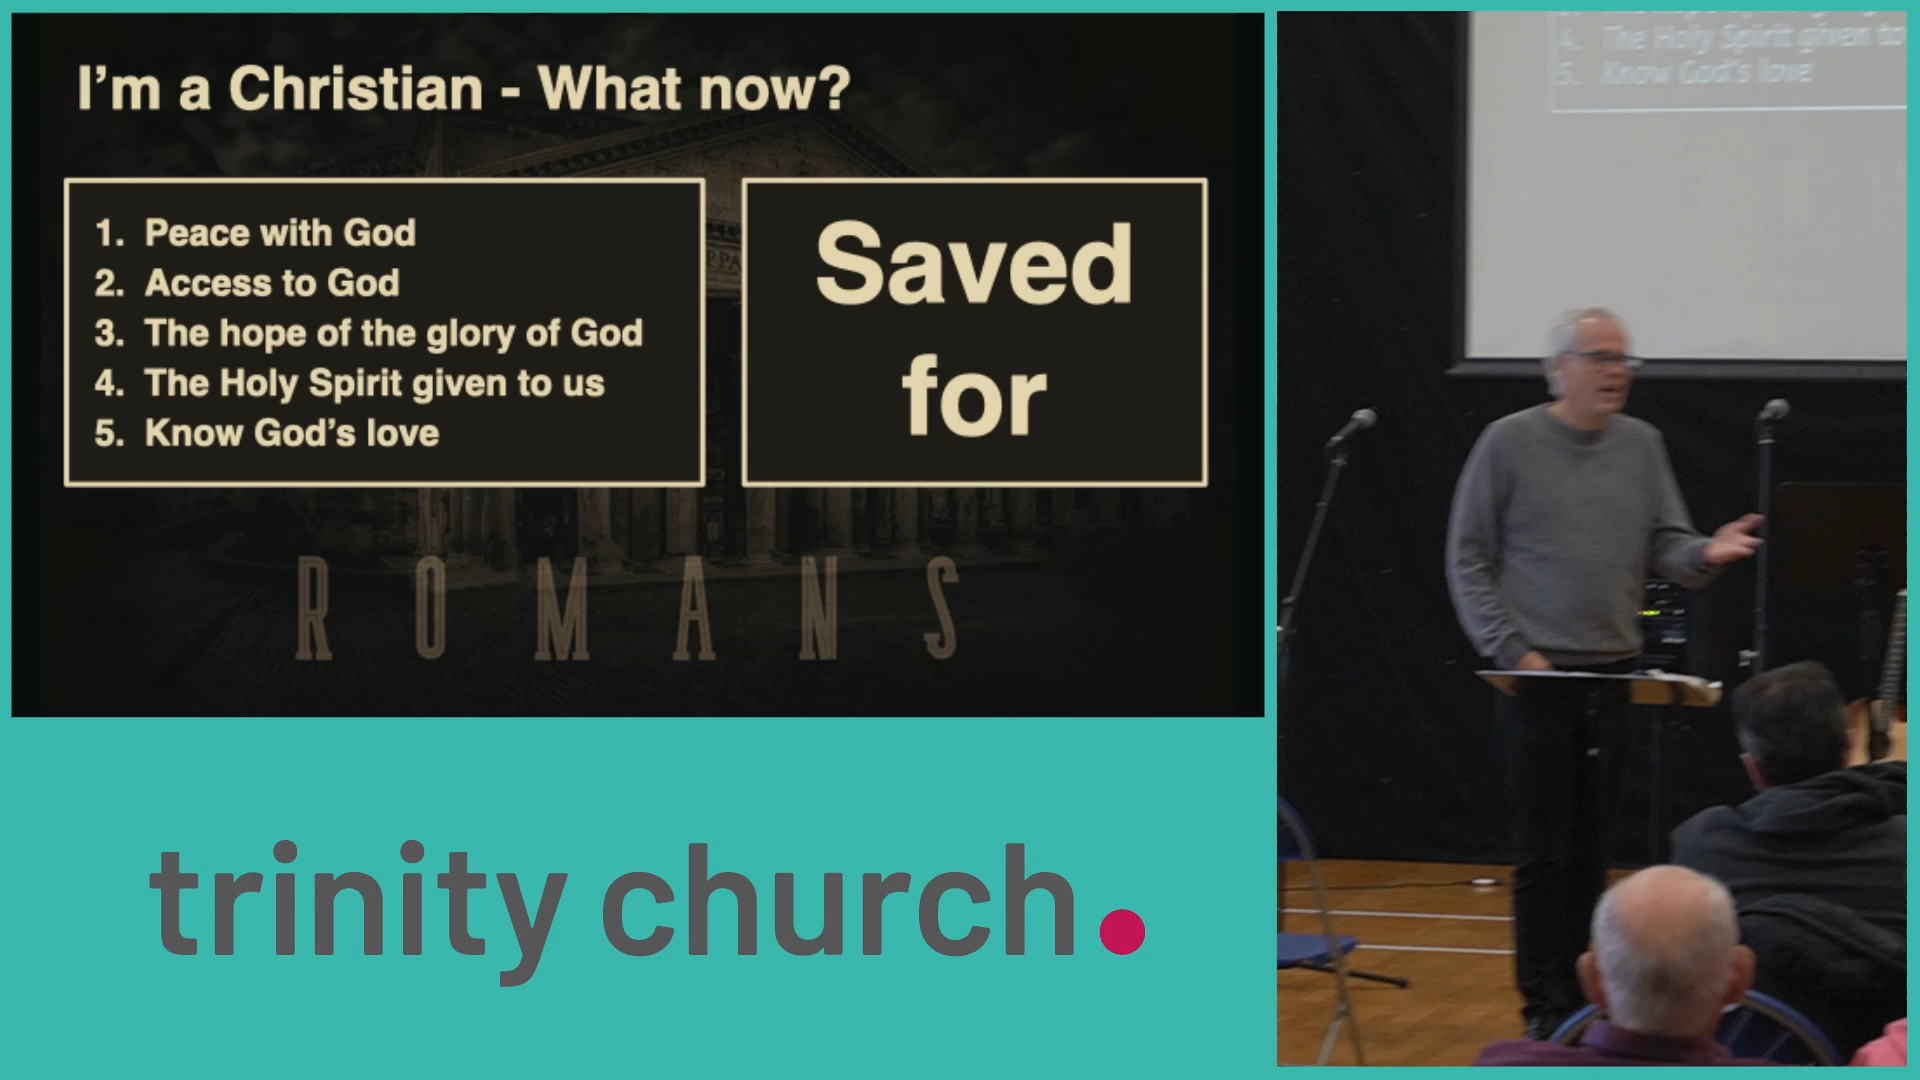 I'm a Christian - What now?
1. Peace with God
2. Access to God
3. The hope of the glory of God
4. The Holy Spirit given to us
5. Know God's love
Saved
for
ROMANS
trinity church.
4. The Holy Spirit given to
5. Know God's love